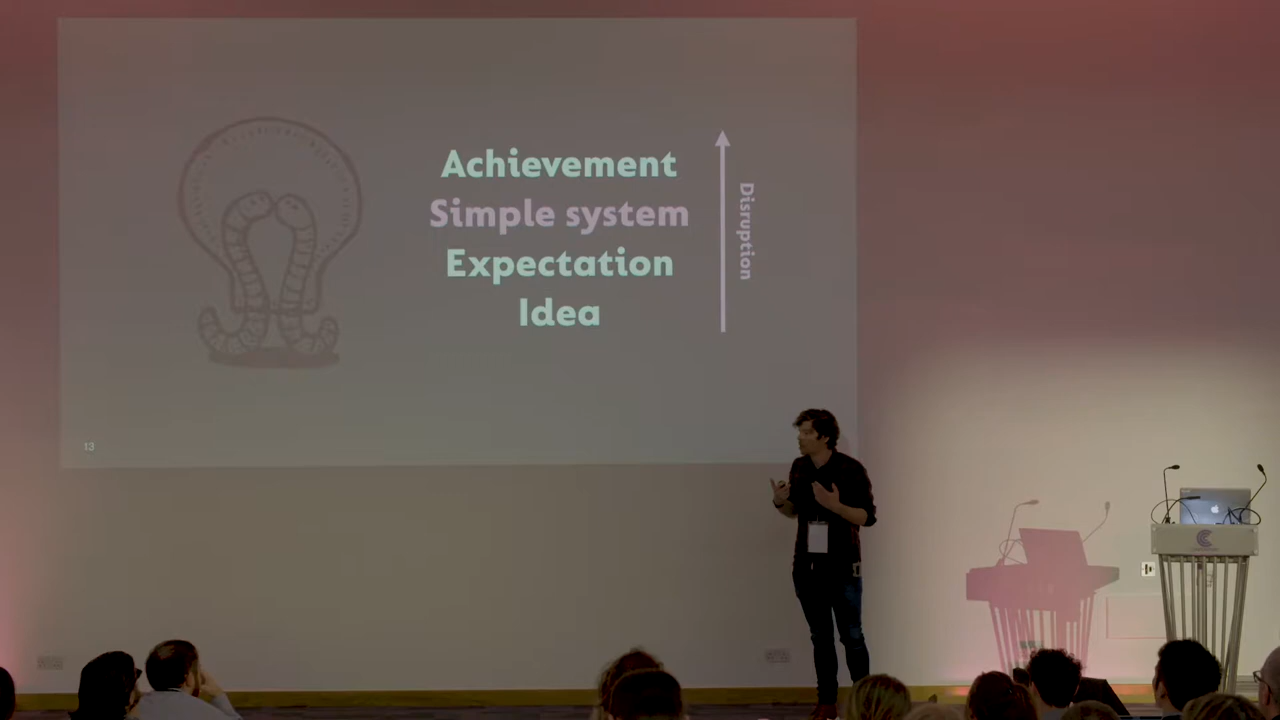 Achievement
Simple system
Expectation
Idea
Disruption
13